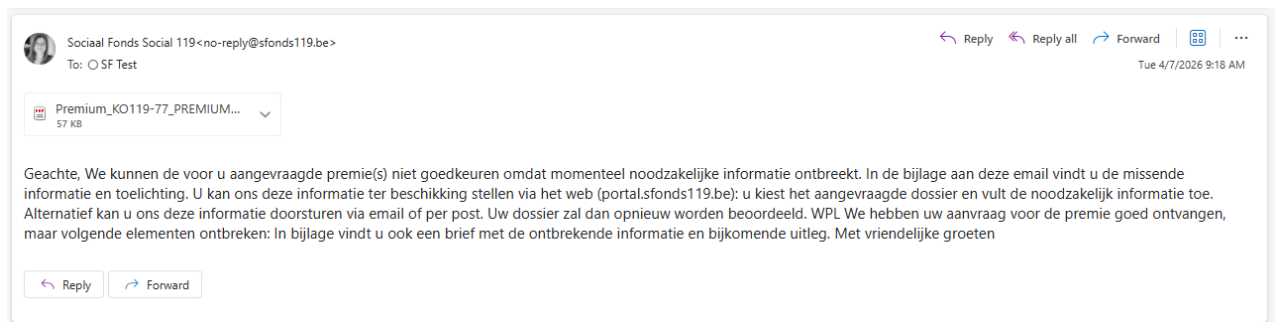 Sociaal Fonds Social 119<no-reply@sfonds119.be>
Reply
Reply all
Forward
To: SF Test
Tue 4/7/2026 9:18 AM
Premium_KO119-77_PREMIUM...
57 KB
Geachte, We kunnen de voor u aangevraagde premie(s) niet goedkeuren omdat momenteel noodzakelijke informatie ontbreekt. In de bijlage aan deze email vindt u de missende
informatie en toelichting. U kan ons deze informatie ter beschikking stellen via het web (portal.sfonds119.be): u kiest het aangevraagde dossier en vult de noodzakelijk informatie toe.
Alternatief kan u ons deze informatie doorsturen via email of per post. Uw dossier zal dan opnieuw worden beoordeeld. WPL We hebben uw aanvraag voor de premie goed ontvangen,
maar volgende elementen ontbreken: In bijlage vindt u ook een brief met de ontbrekende informatie en bijkomende uitleg. Met vriendelijke groeten
Reply
Forward